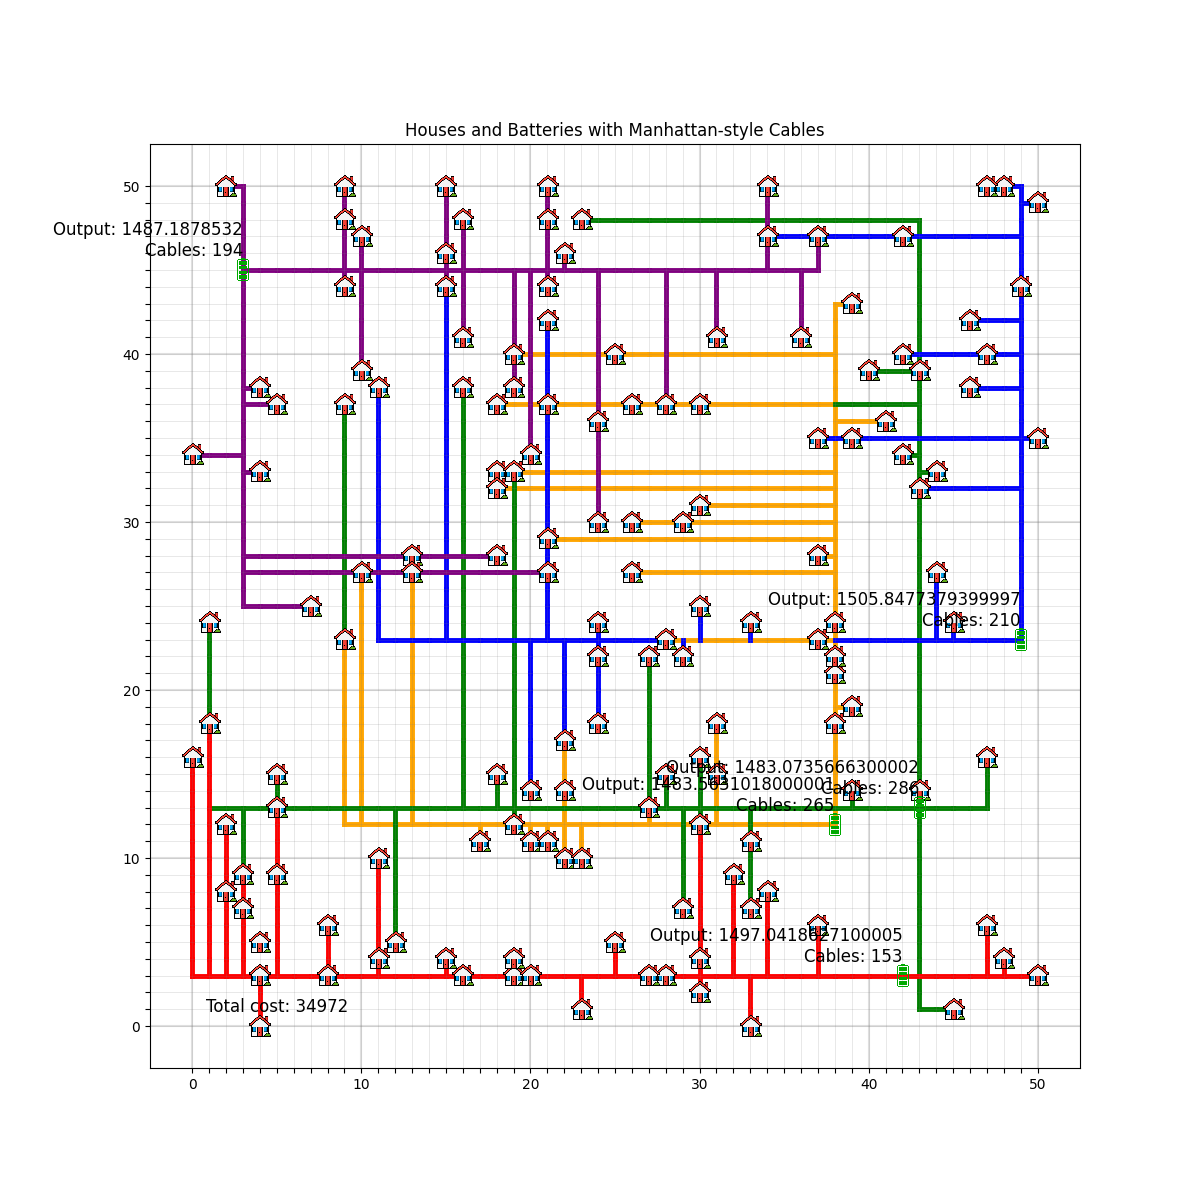 Houses and Batteries with Manhattan-style Cables
50
Output: 1487.1878532
Cables: 194
40
30
Output: 1505.8477379399997
Cables: 210
20
Output: 1483.0735666300002
Cables: 286
Output:
Cables: 265
10
Output: 1497.0418627100005
Cables: 153
Total cost: 34972
0
0 10 20 30 40 50